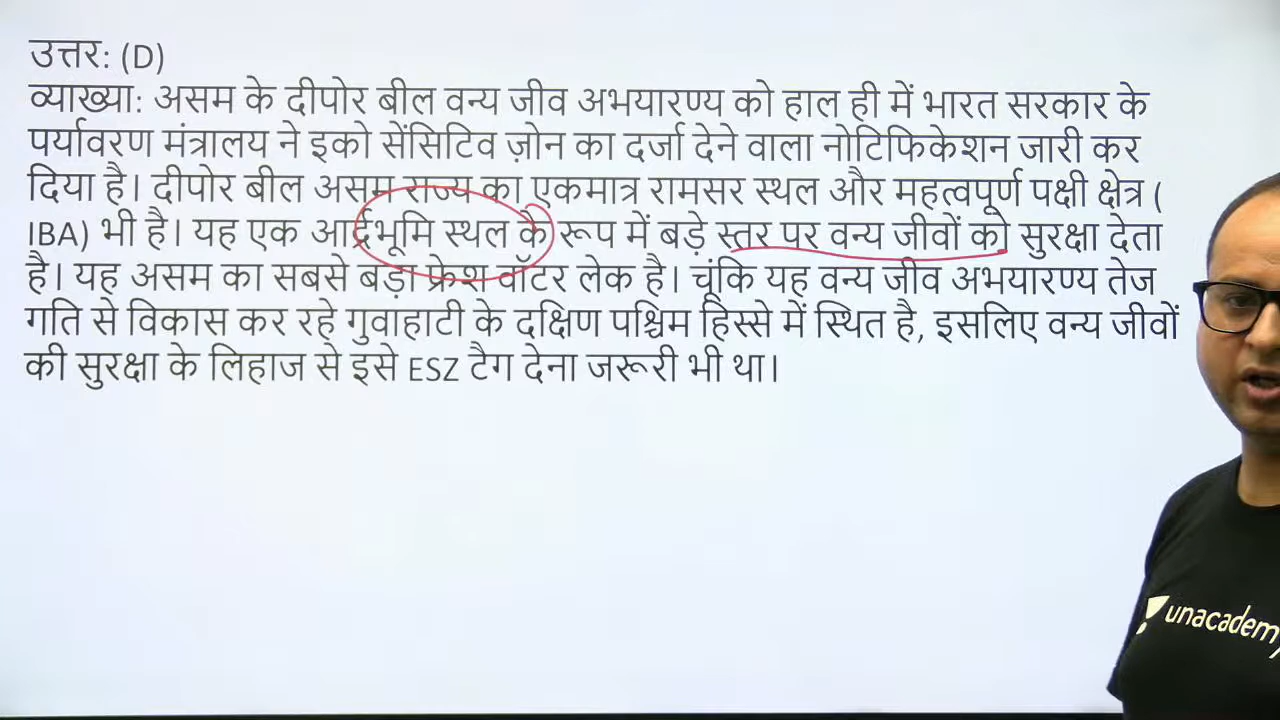 उत्तर: (D)
व्याख्या: असम के दीपोर बील वन्य जीव अभयारण्य को हाल ही में भारत सरकार के
पर्यावरण मंत्रालय ने इको सेंसिटिव ज़ोन का दर्जा देने वाला नोटिफिकेशन जारी कर
दिया है। दीपोर बील असम राज्य का एकमात्र रामसर स्थल और महत्वपूर्ण पक्षी क्षेत्र (
IBA) भी है। यह एक आर्द्रभूमि स्थल के रूप में बड़े स्तर पर वन्य जीवों को सुरक्षा देता
है। यह असम का सबसे बड़ा फ्रेश वॉटर लेक है। चूंकि यह वन्य जीव अभयारण्य तेज
गति से विकास कर रहे गुवाहाटी के दक्षिण पश्चिम हिस्से में स्थित है, इसलिए वन्य जीवों
की सुरक्षा के लिहाज से इसे ESZ टैग देना जरूरी भी था।
unacademy